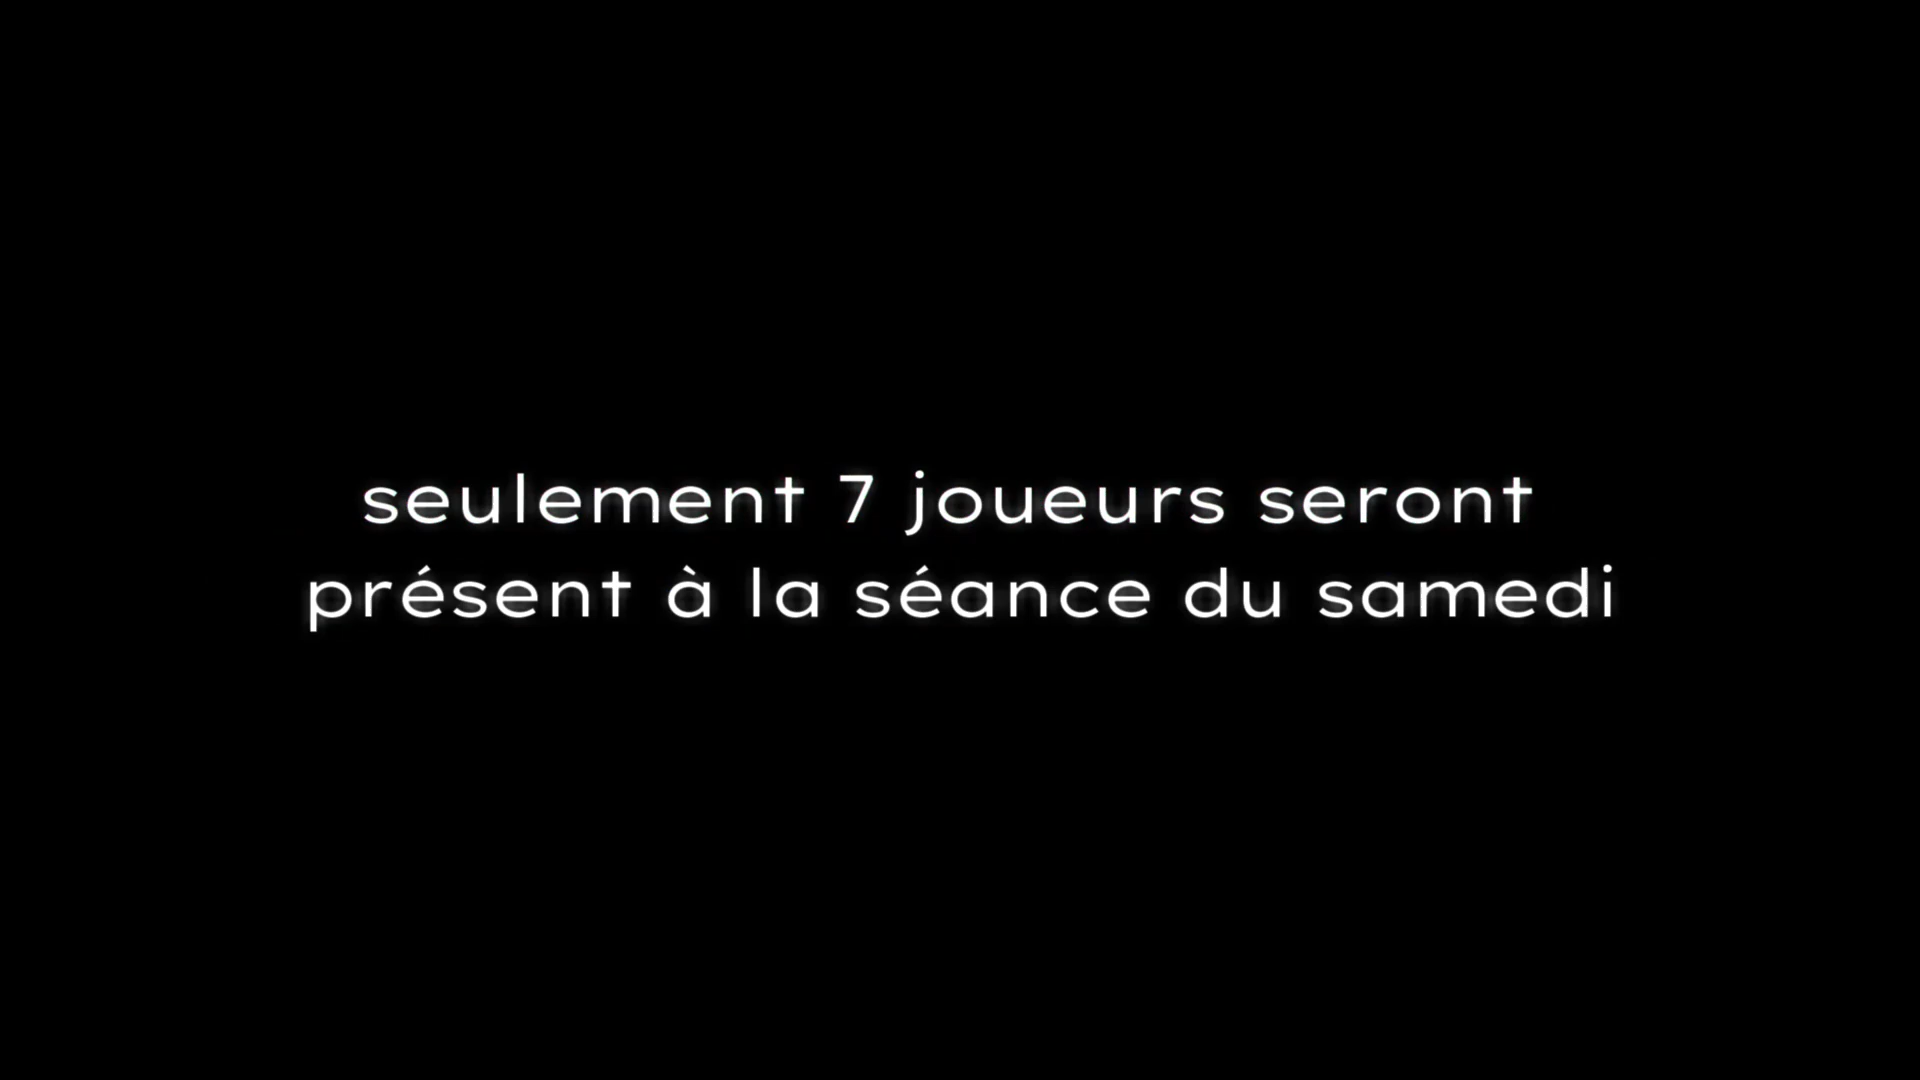 seulement 7 joueurs seront
présent à la séance du samedi